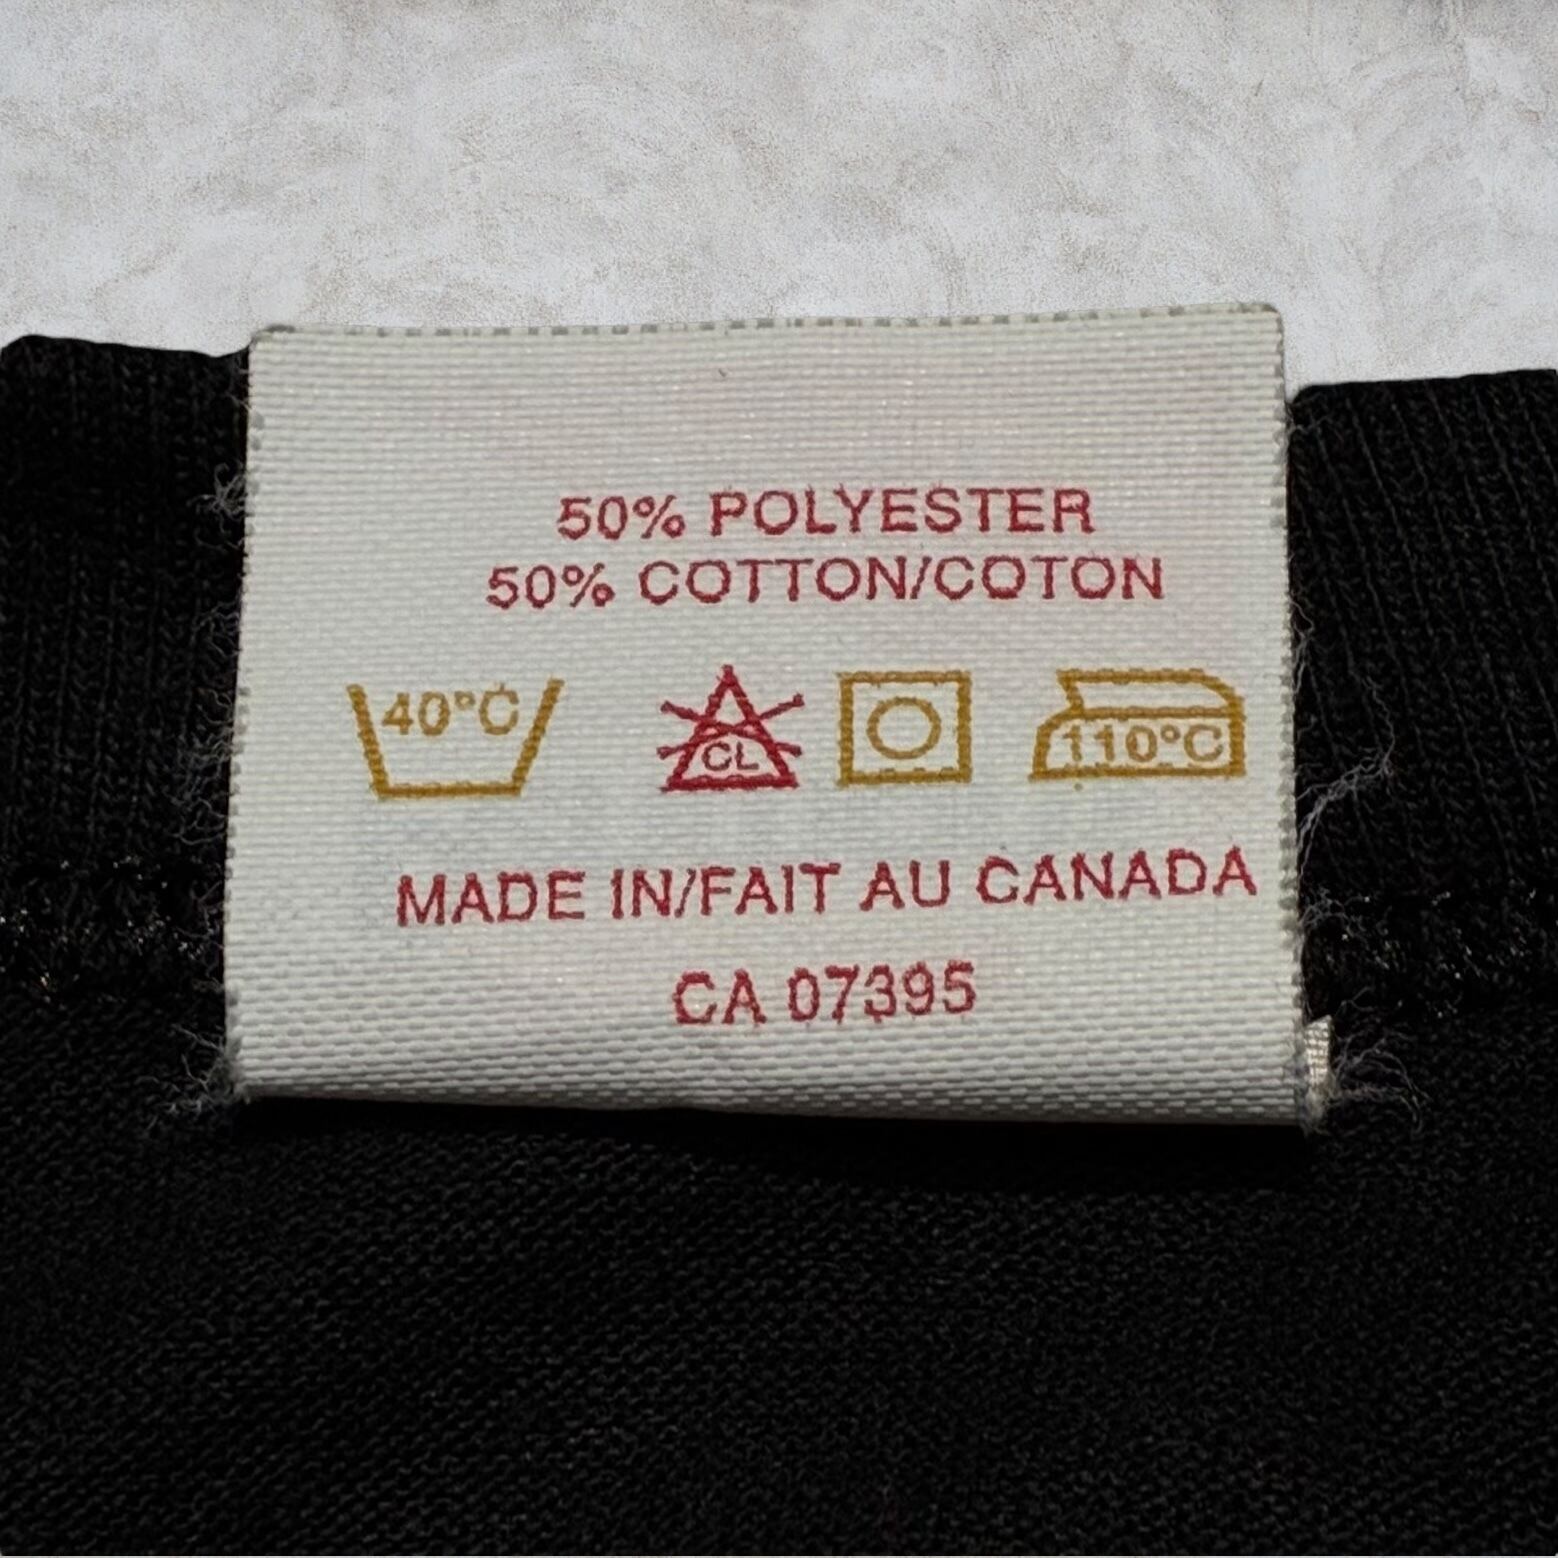 50% POLYESTER
50% COTTON/COTON
40°C CL 110°C
MADE IN/FAIT AU CANADA
CA 07395